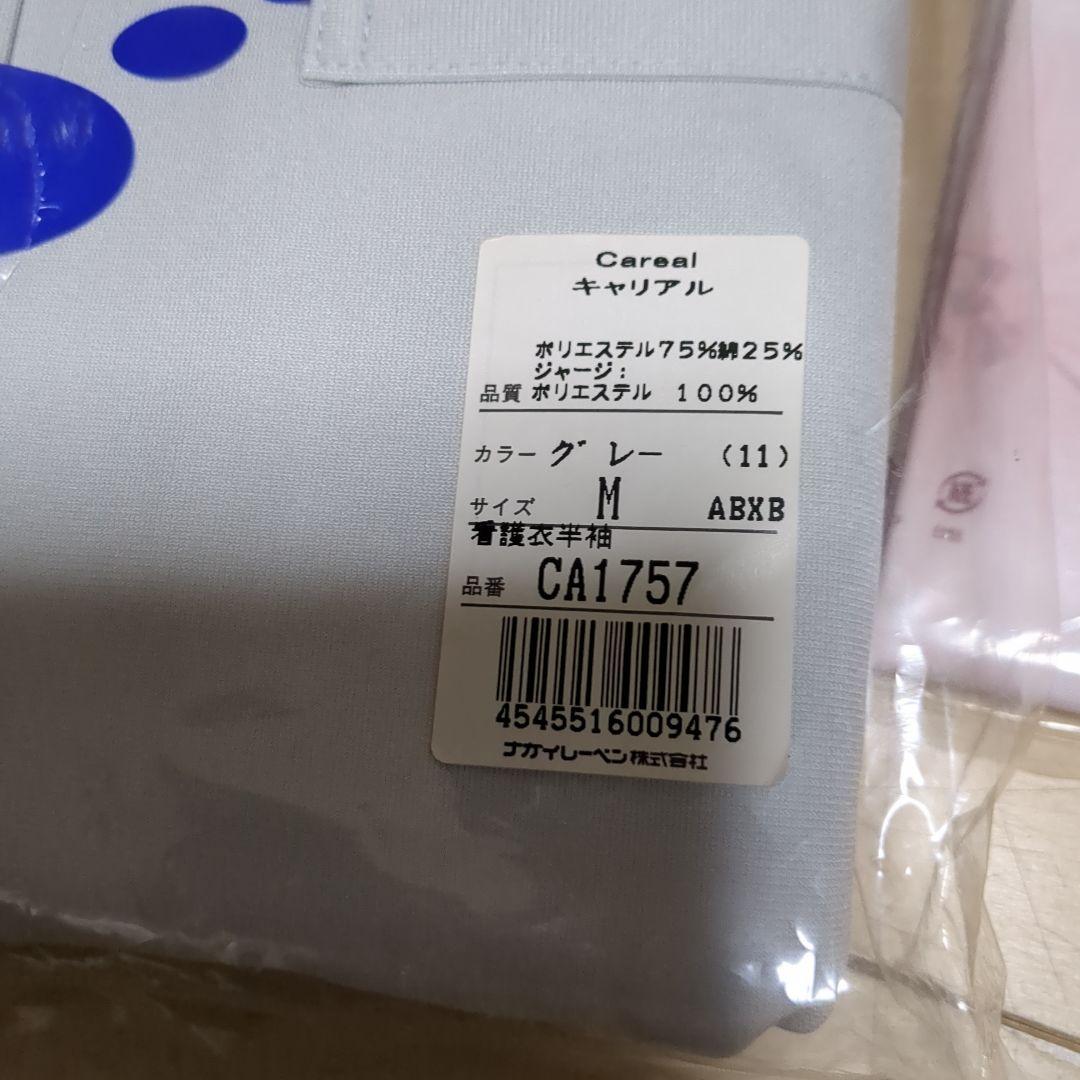 Careal
キャリアル
ポリエステル75%綿25%
ジャージ:
品質 ポリエステル 100%
カラー グレー (11)
サイズ M ABXB
看護衣半袖
品番 CA1757
4545516009476
ナガイレーベン株式会社